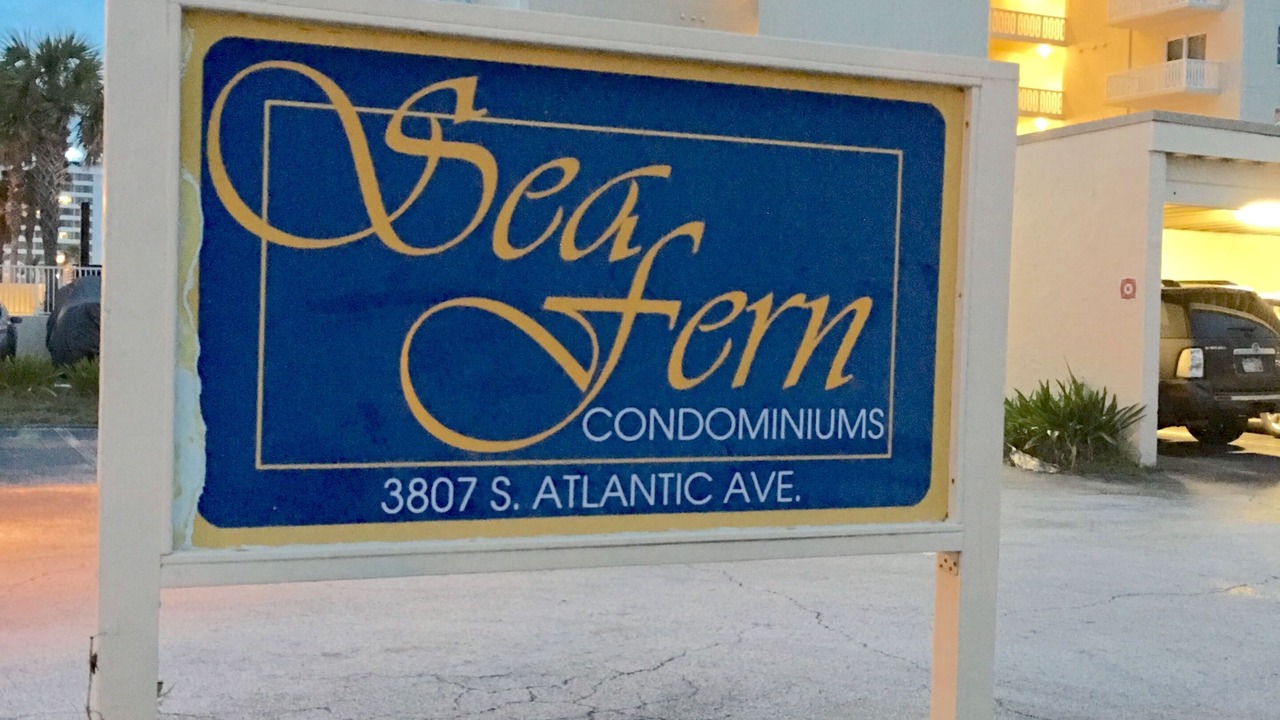 Sea
Fern
CONDOMINIUMS
3807 S. ATLANTIC AVE.